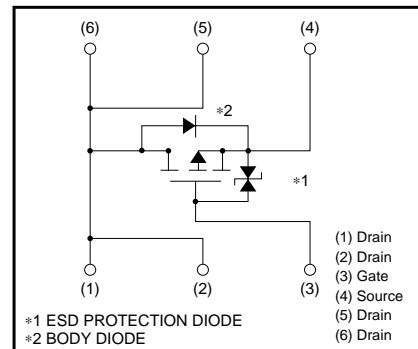 (6) (5) (4)
∗2
∗1
(1) Drain
(2) Drain
(3) Gate
(4) Source
(5) Drain
(6) Drain
(1) (2) (3)
∗1 ESD PROTECTION DIODE
∗2 BODY DIODE